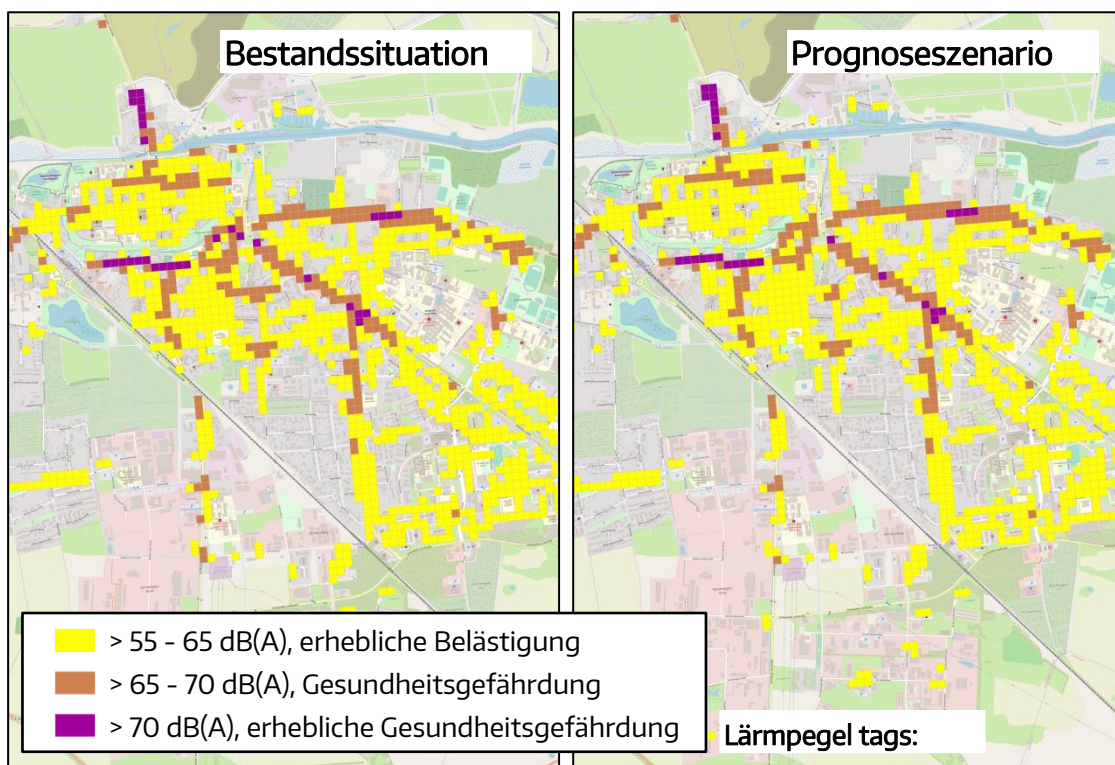 Bestandssituation
Prognoseszenario
> 55 - 65 dB(A), erhebliche Belästigung
> 65 - 70 dB(A), Gesundheitsgefährdung
> 70 dB(A), erhebliche Gesundheitsgefährdung
Lärmpegel tags: